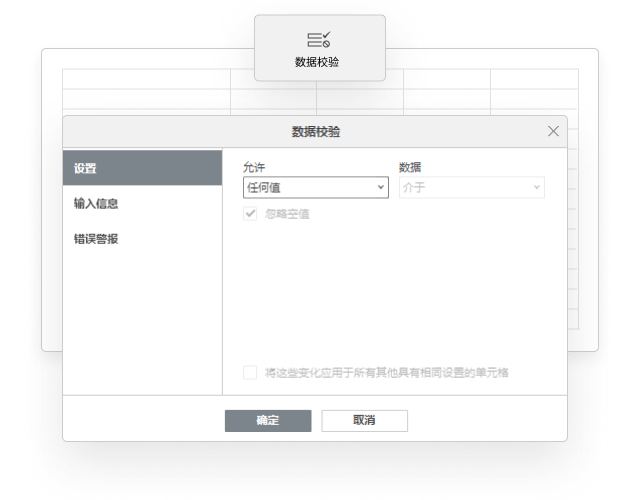 数据校验
数据校验
设置
输入信息
错误警报
允许
数据
任何值
介于
忽略空值
将这些变化应用于所有其他具有相同设置的单元格
确定
取消